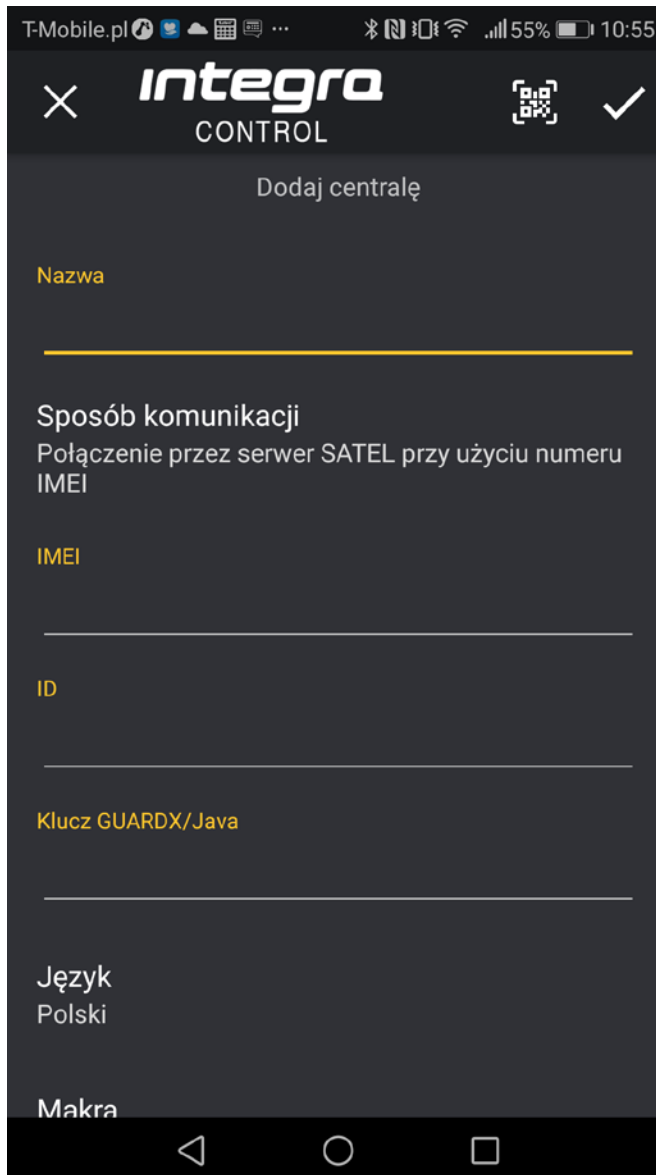 T-Mobile.pl 55% 10:55
Integra
CONTROL
Dodaj centralę
Nazwa
Sposób komunikacji
Połączenie przez serwer SATEL przy użyciu numeru
IMEI
IMEI
ID
Klucz GUARDX/Java
Język
Polski
Makra